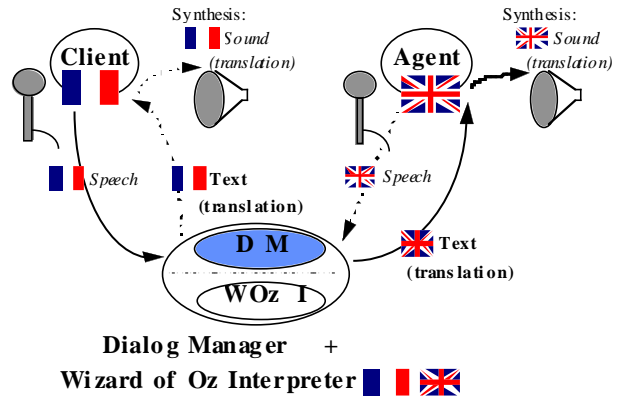 Synthesis:
Sound
(translation)
Client
Synthesis:
Sound
(translation)
Agent
Speech
Text
(translation)
Speech
Text
(translation)
D M
WOz I
Dialog Manager +
Wizard of Oz Interpreter